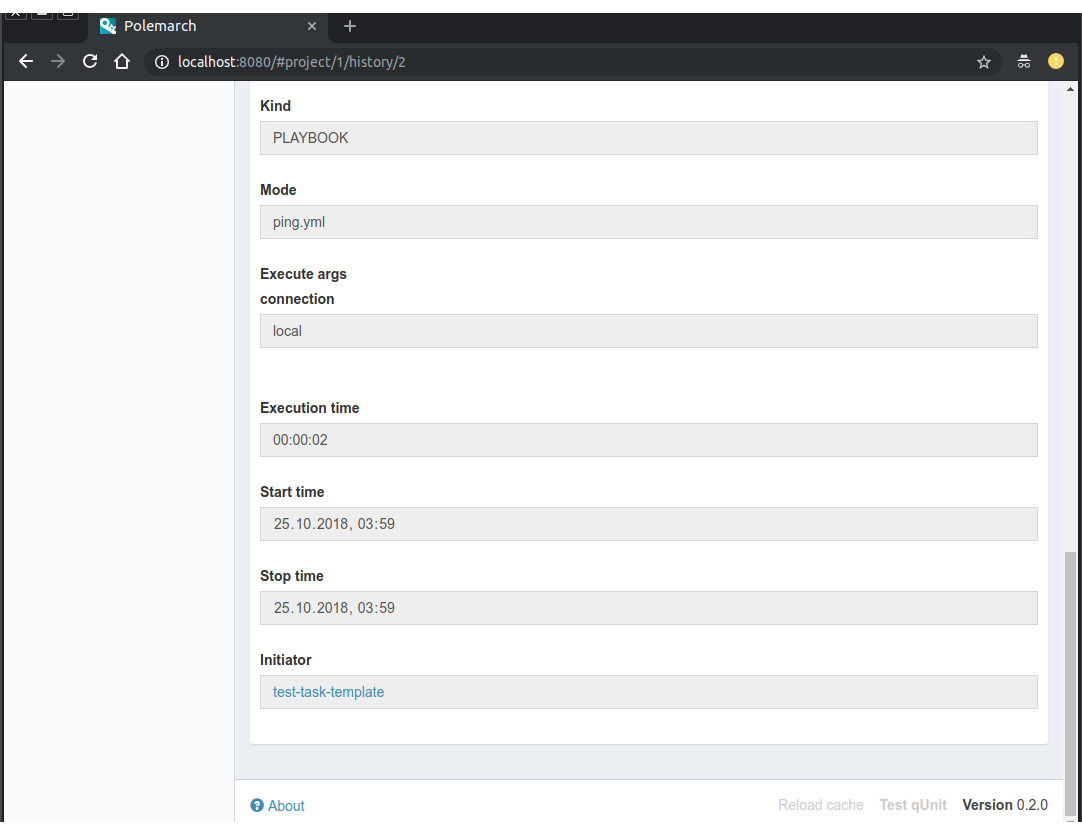 Polemarch
localhost:8080/#project/1/history/2
Kind
PLAYBOOK
Mode
ping.yml
Execute args
connection
local
Execution time
00:00:02
Start time
25.10.2018, 03:59
Stop time
25.10.2018, 03:59
Initiator
test-task-template
About Reload cache Test qUnit Version 0.2.0